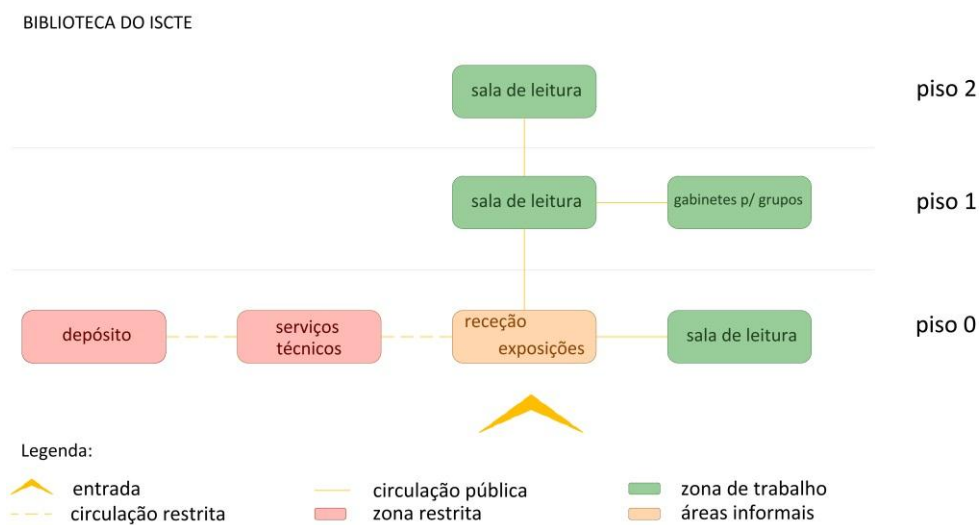 BIBLIOTECA DO ISCTE
sala de leitura
piso 2
sala de leitura
gabinetes p/ grupos
piso 1
depósito
serviços
técnicos
receção
exposições
sala de leitura
piso 0
Legenda:
entrada
circulação pública
zona de trabalho
circulação restrita
zona restrita
áreas informais